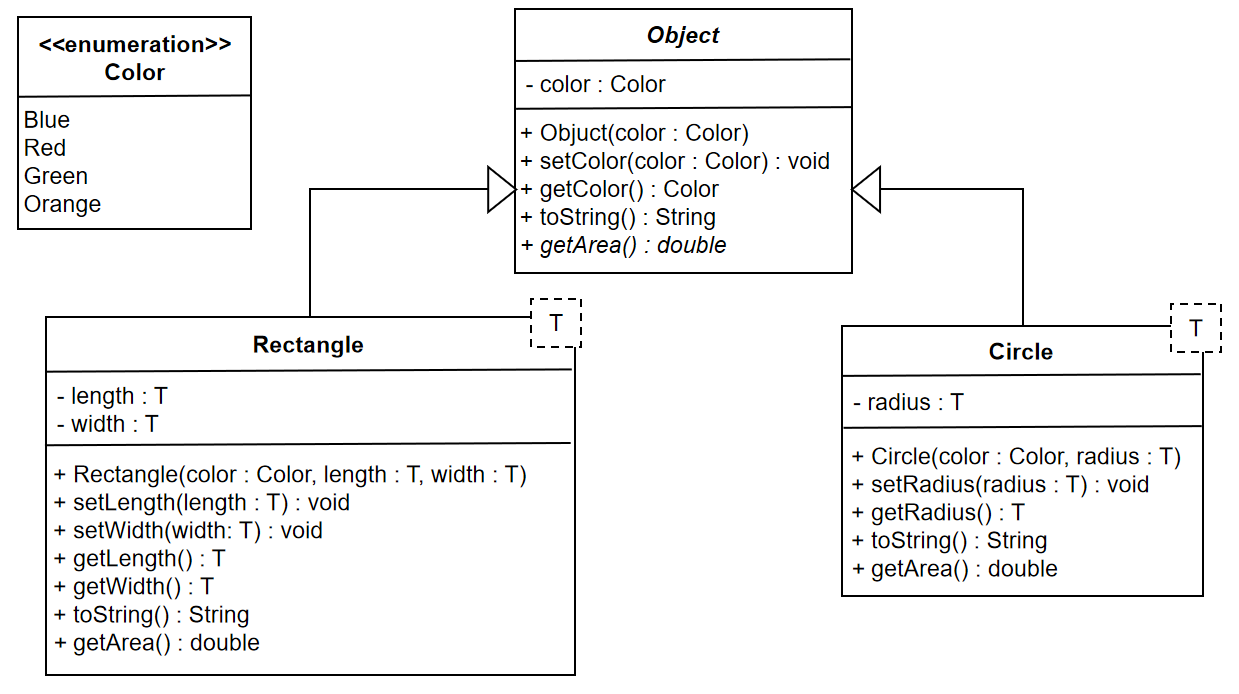 <<enumeration>>
Color
Blue
Red
Green
Orange
Object
- color : Color
+ Objuct(color : Color)
+ setColor(color : Color) : void
+ getColor() : Color
+ toString() : String
+ getArea() : double
T
Rectangle
- length : T
- width : T
+ Rectangle(color : Color, length : T, width : T)
+ setLength(length : T) : void
+ setWidth(width: T) : void
+ getLength() : T
+ getWidth() : T
+ toString() : String
+ getArea() : double
T
Circle
- radius : T
+ Circle(color : Color, radius : T)
+ setRadius(radius : T) : void
+ getRadius() : T
+ toString() : String
+ getArea() : double